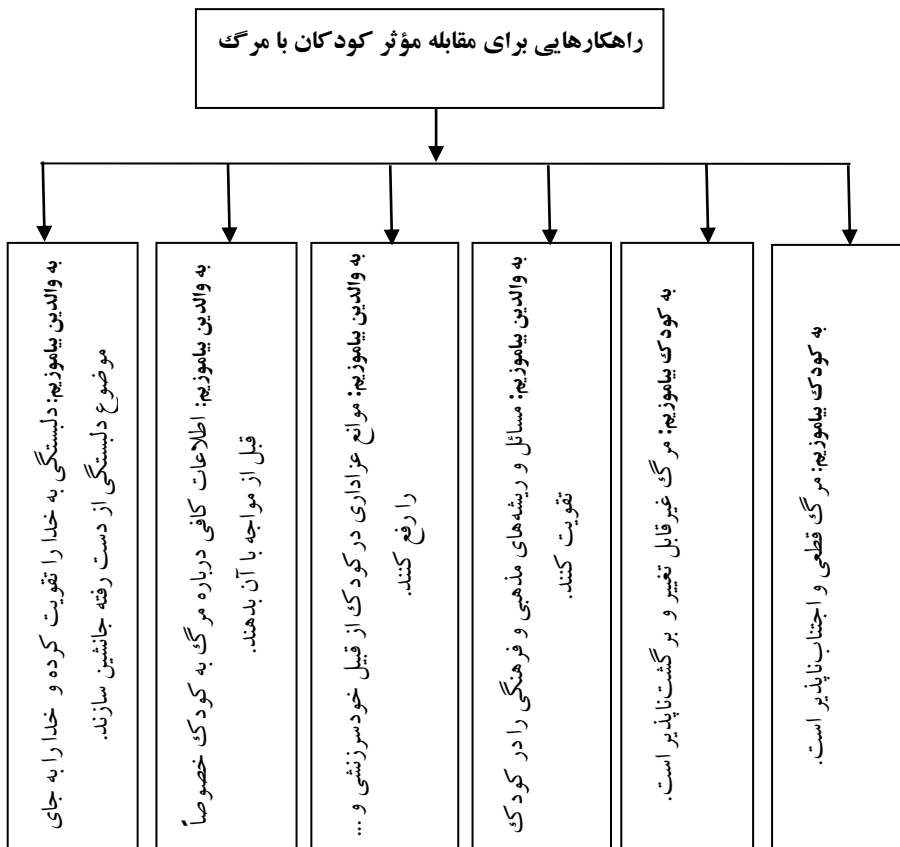 راهکارهایی برای مقابله مؤثر کودکان با مرگ
به کودک بیاموزیم: مرگ قطعی و اجتناب‌ناپذیر است.
به کودک بیاموزیم: مرگ غیرقابل تغییر و برگشت‌ناپذیر است.
به والدین بیاموزیم: مسائل و ریشه‌های مذهبی و فرهنگی را در کودک
تقویت کنند.
به والدین بیاموزیم: موانع عزاداری در کودک از قبیل خودسرزنشی و ...
را رفع کنند.
به والدین بیاموزیم: اطلاعات کافی درباره مرگ به کودک خصوصاً
قبل از مواجه با آن بدهند.
به والدین بیاموزیم: دلبستگی به خدا را تقویت کرده و خدا را به جای
موضوع دلبستگی از دست رفته جانشین سازند.